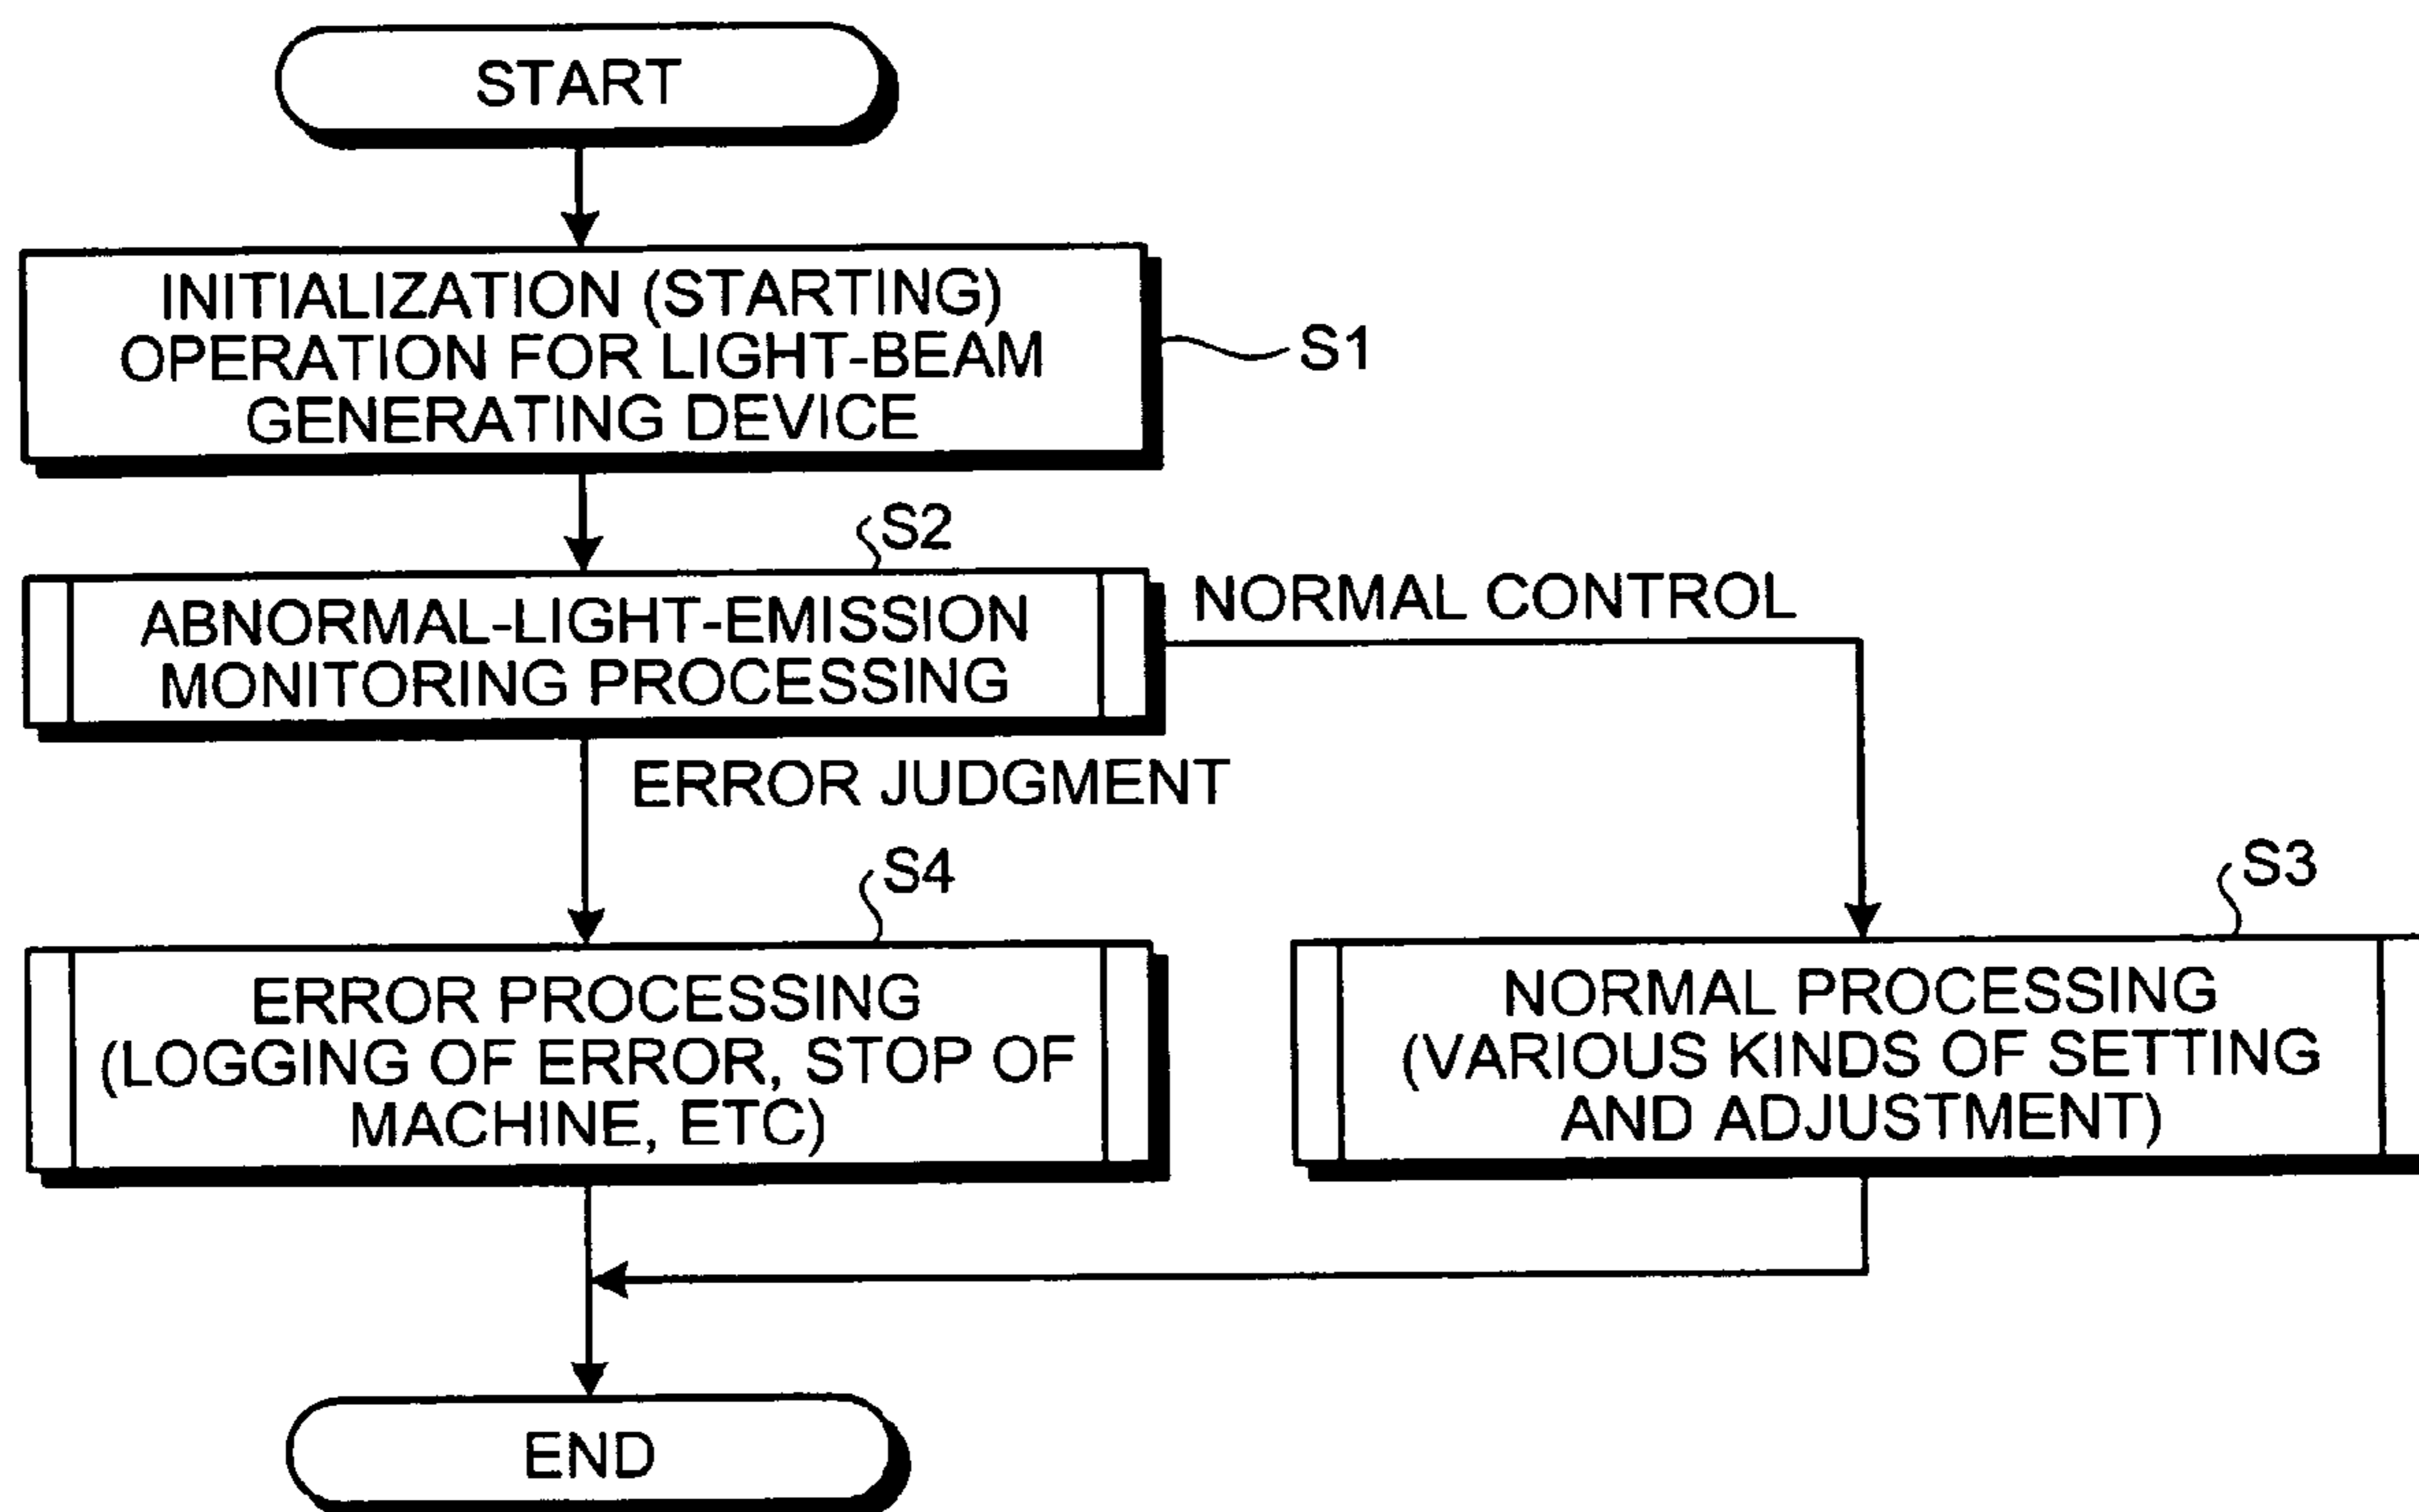 START
INITIALIZATION (STARTING)
OPERATION FOR LIGHT-BEAM
GENERATING DEVICE
S1
S2
ABNORMAL-LIGHT-EMISSION
MONITORING PROCESSING
NORMAL CONTROL
ERROR JUDGMENT
S4
ERROR PROCESSING
(LOGGING OF ERROR, STOP OF
MACHINE, ETC)
S3
NORMAL PROCESSING
(VARIOUS KINDS OF SETTING
AND ADJUSTMENT)
END